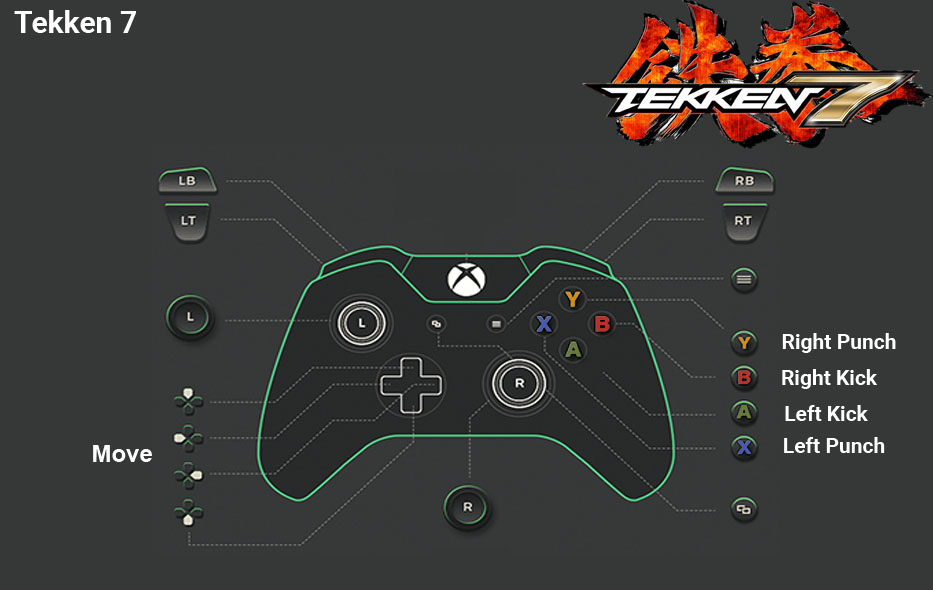 Tekken 7
鉄拳
TEKKEN 7
LB
RB
LT
RT
Y
L
L
X
B
A
Y Right Punch
B Right Kick
R
A Left Kick
X Left Punch
Move
R